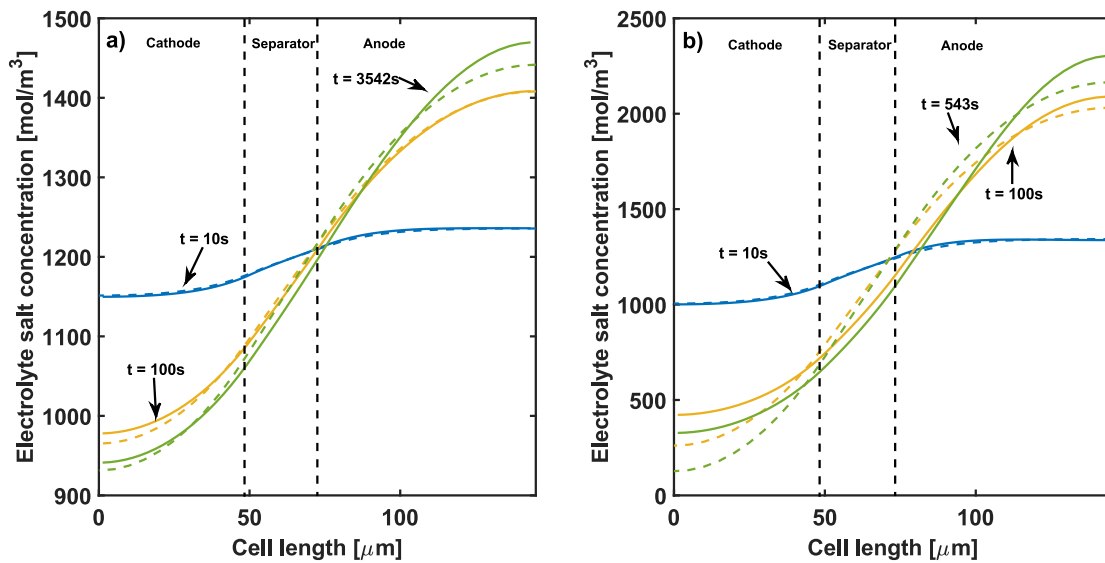 a)
Cathode
Separator
Anode
t = 3542s
t = 10s
t = 100s
1500
1400
1300
1200
1100
1000
900
0
50
100
Electrolyte salt concentration [mol/m³]
Cell length [μm]
b)
Cathode
Separator
Anode
t = 543s
t = 100s
t = 10s
2500
2000
1500
1000
500
0
0
50
100
Electrolyte salt concentration [mol/m³]
Cell length [μm]